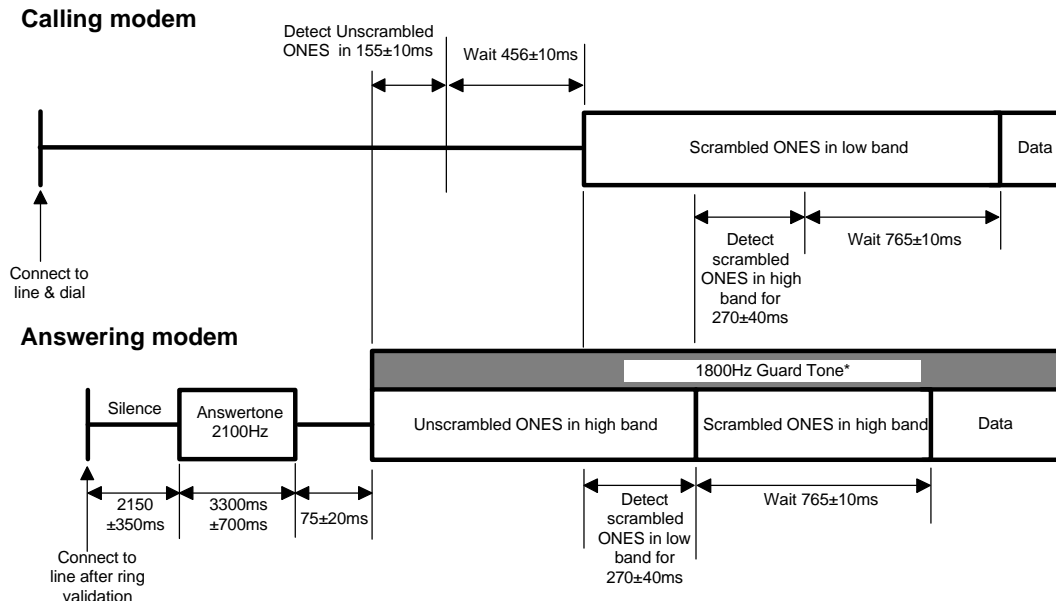 Calling modem
Detect Unscrambled
ONES in 155±10ms
Wait 456±10ms
Scrambled ONES in low band
Data
Connect to
line & dial
Detect
scrambled
ONES in high
band for
270±40ms
Wait 765±10ms
Answering modem
1800Hz Guard Tone*
Silence
Answertone
2100Hz
Unscrambled ONES in high band
Scrambled ONES in high band
Data
2150
±350ms
3300ms
±700ms
75±20ms
Detect
scrambled
ONES in low
band for
270±40ms
Wait 765±10ms
Connect to
line after ring
validation